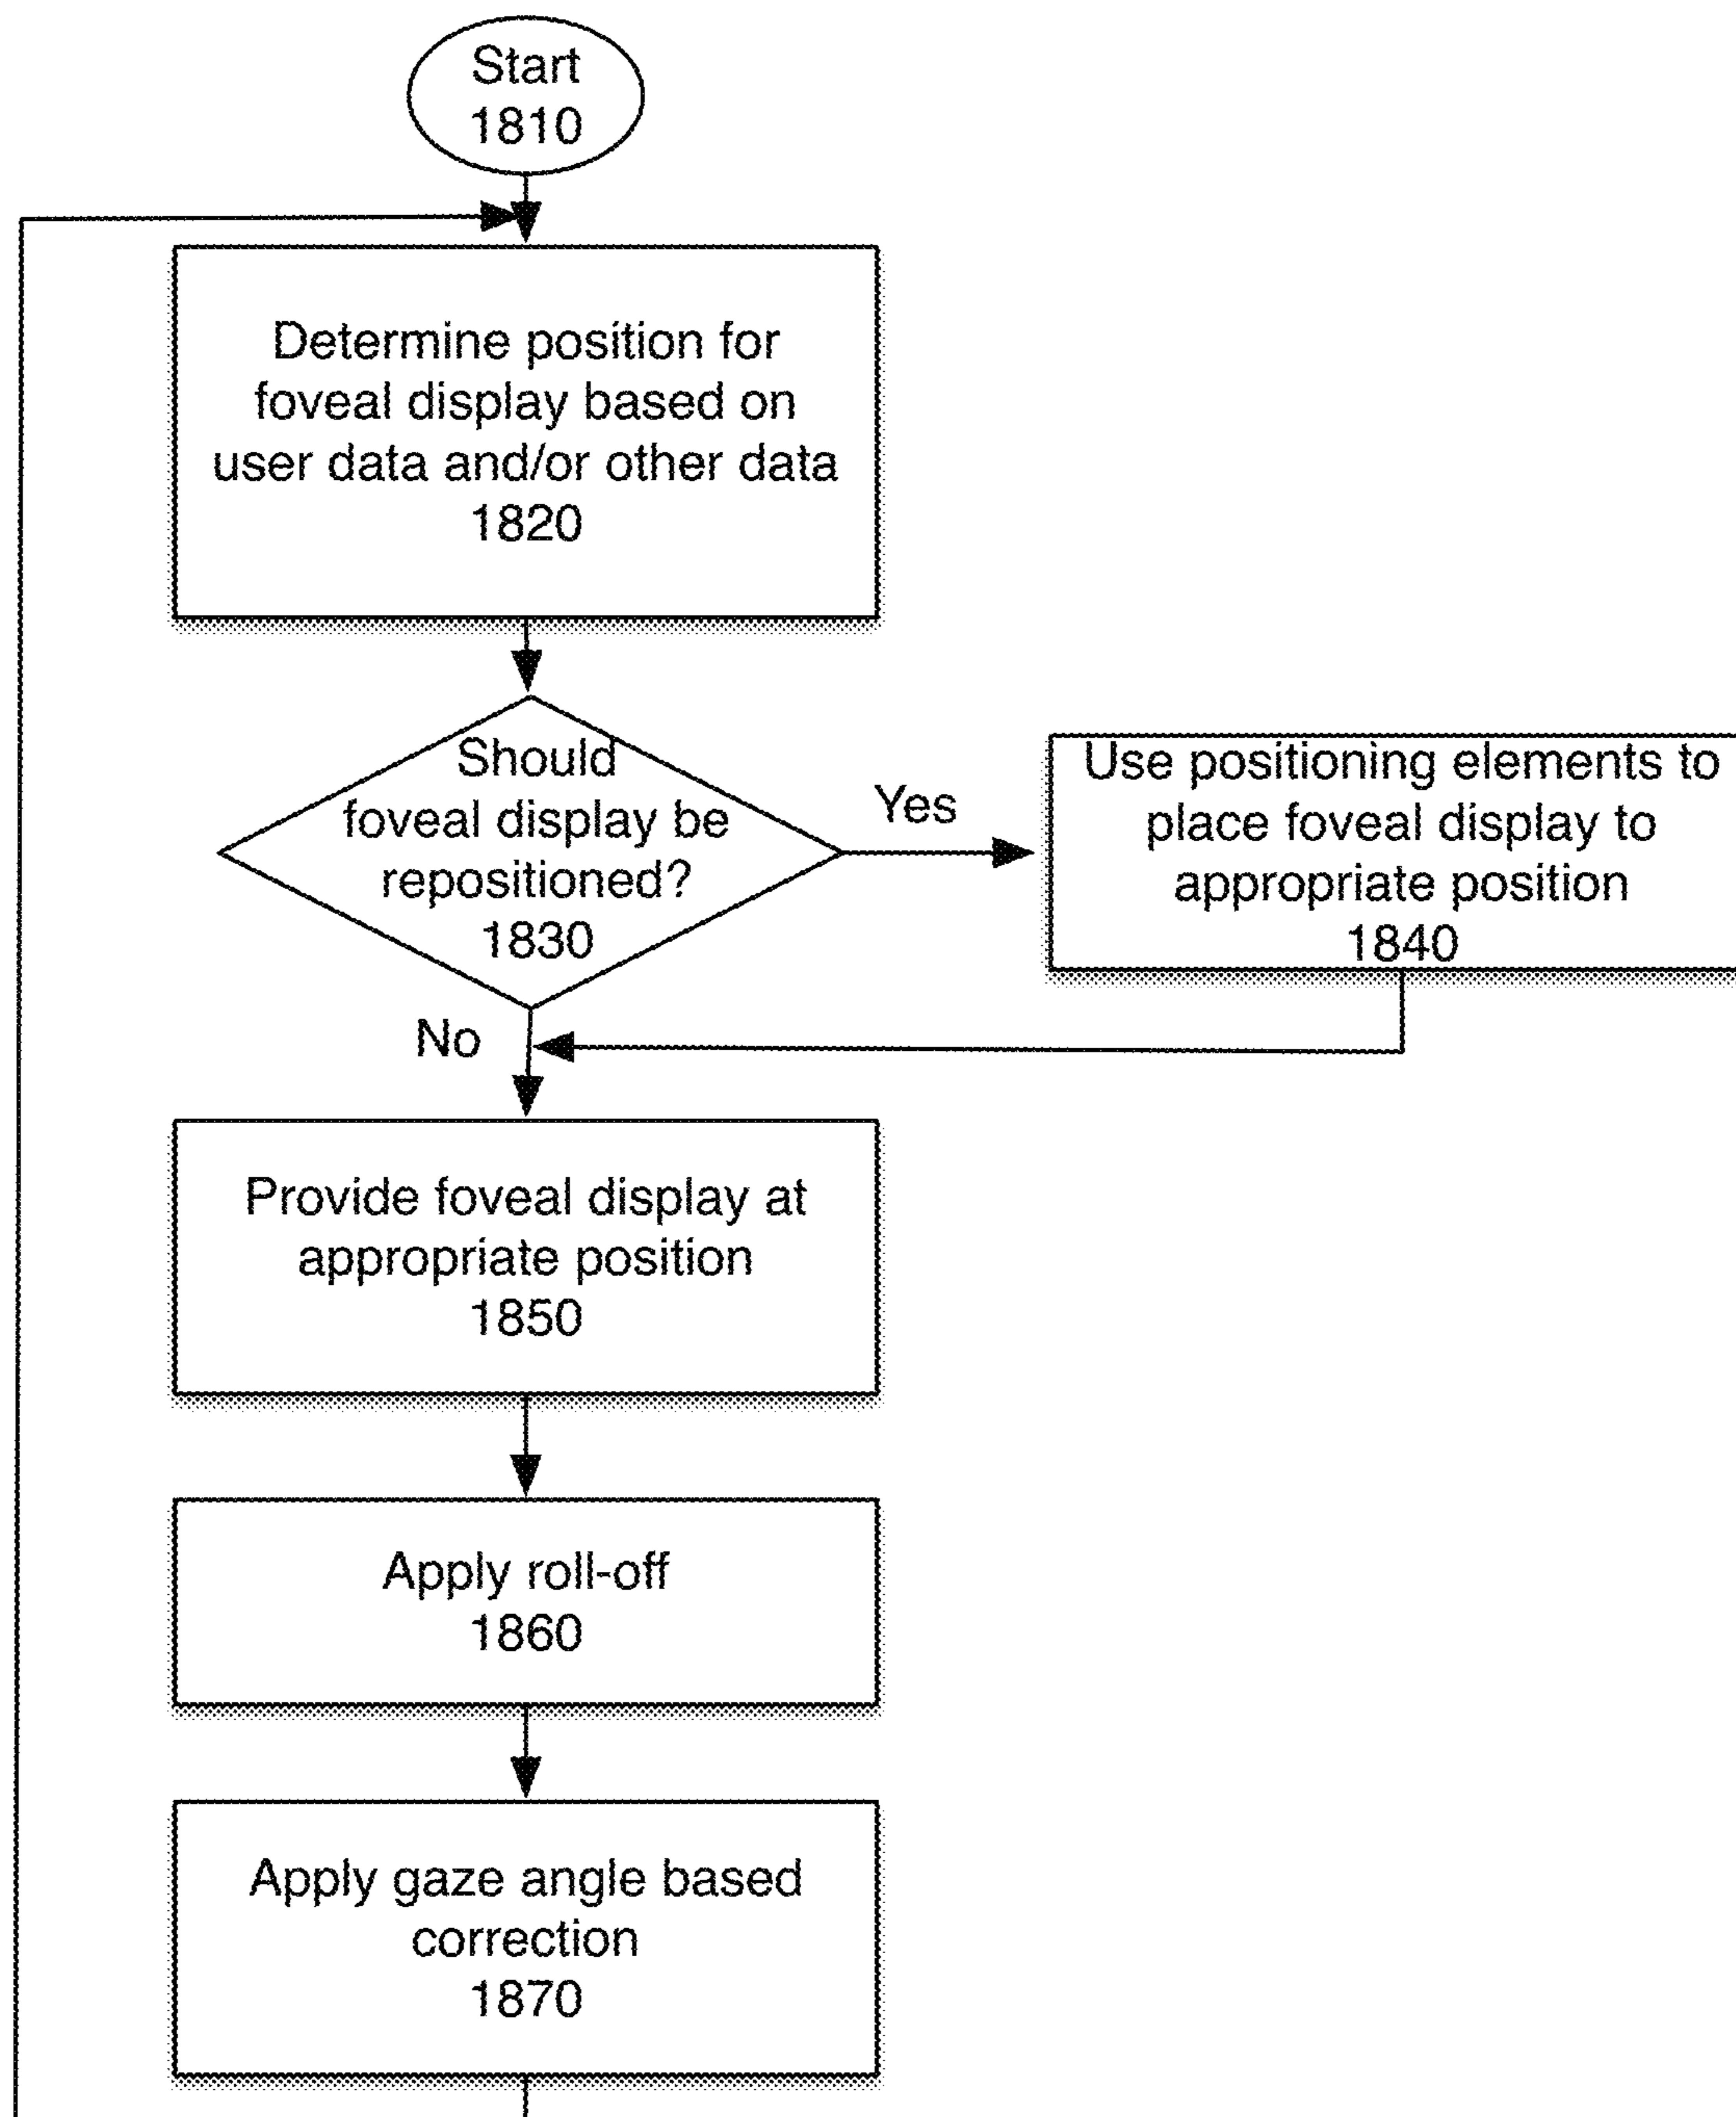 Start
1810
Determine position for
foveal display based on
user data and/or other data
1820
Should
foveal display be
repositioned?
1830
Yes
Use positioning elements to
place foveal display to
appropriate position
1840
No
Provide foveal display at
appropriate position
1850
Apply roll-off
1860
Apply gaze angle based
correction
1870